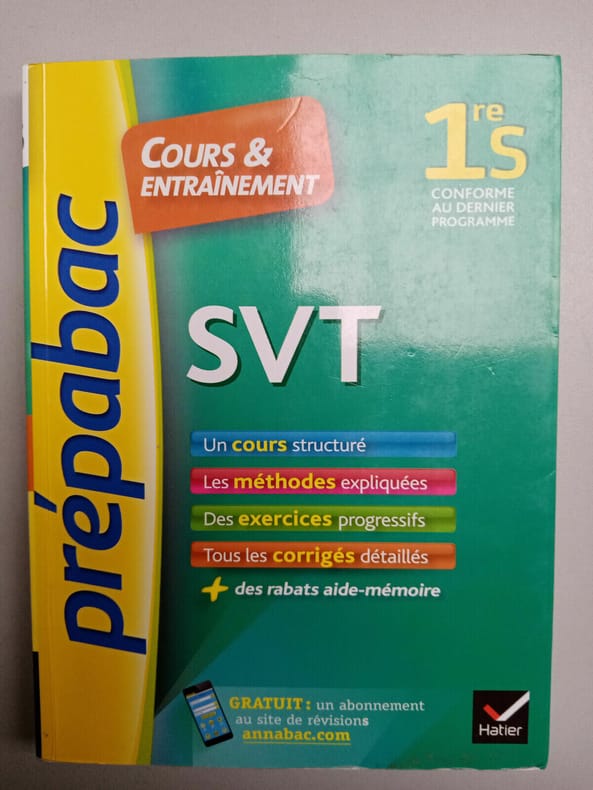 prépabac
COURS &
ENTRAÎNEMENT
1re S
CONFORME
AU DERNIER
PROGRAMME
SVT
Un cours structuré
Les méthodes expliquées
Des exercices progressifs
Tous les corrigés détaillés
+ des rabats aide-mémoire
GRATUIT : un abonnement
au site de révisions
annabac.com
Hatier